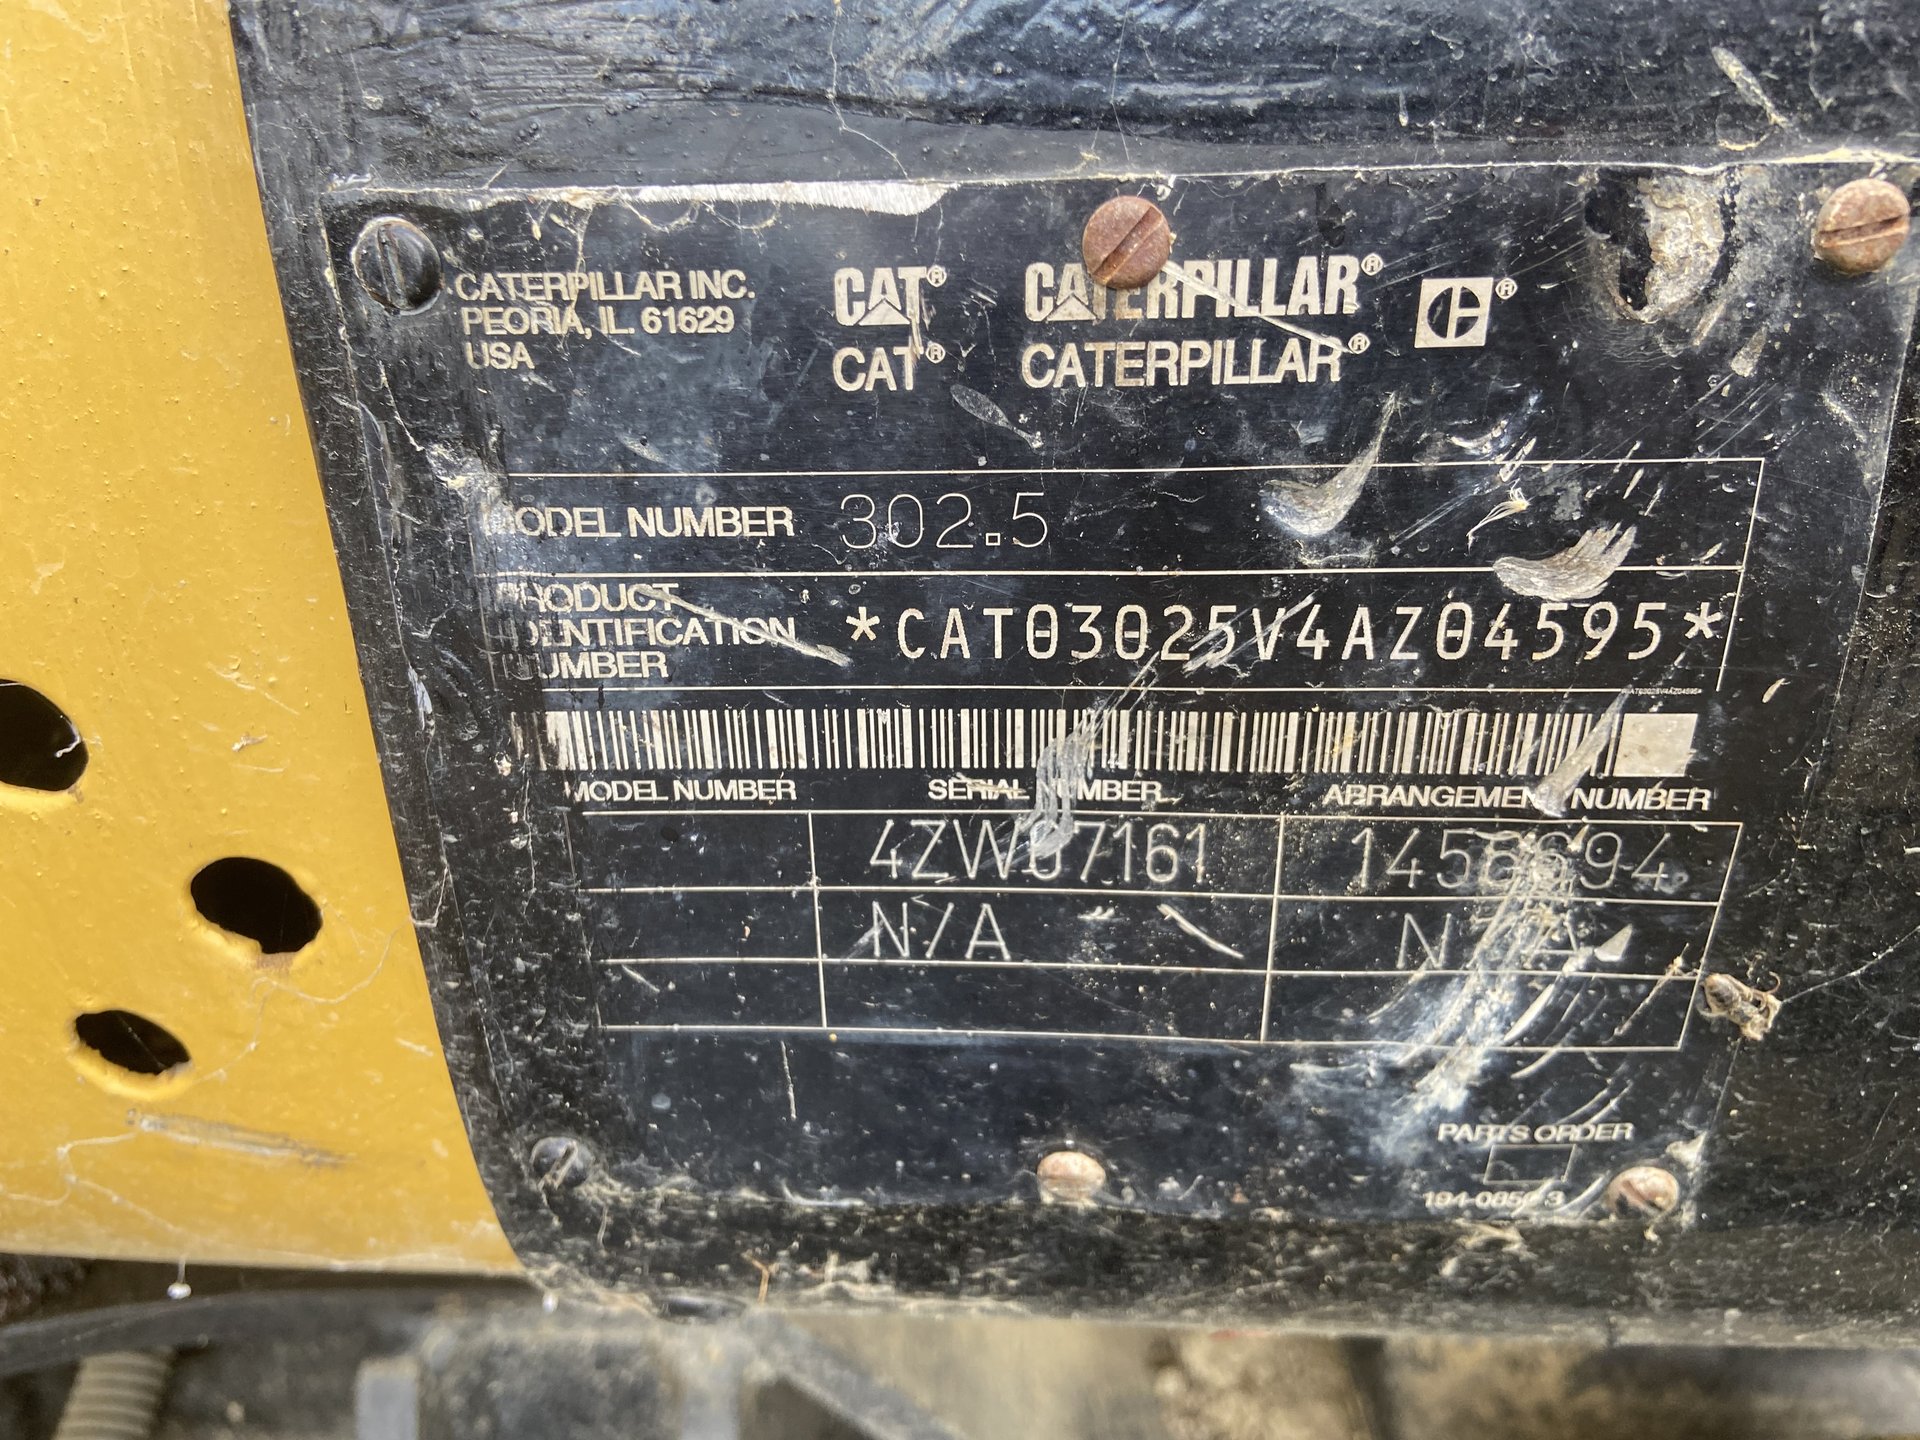 CATERPILLAR INC.
PEORIA, IL. 61629
USA
CAT® CATERPILLAR® ®
CAT® CATERPILLAR®
MODEL NUMBER 302.5
PRODUCT
IDENTIFICATION
NUMBER
*CAT03025V4AZ04595*
MODEL NUMBER SERIAL NUMBER ARRANGEMENT NUMBER
4ZW07161
N/A N/A
PARTS ORDER